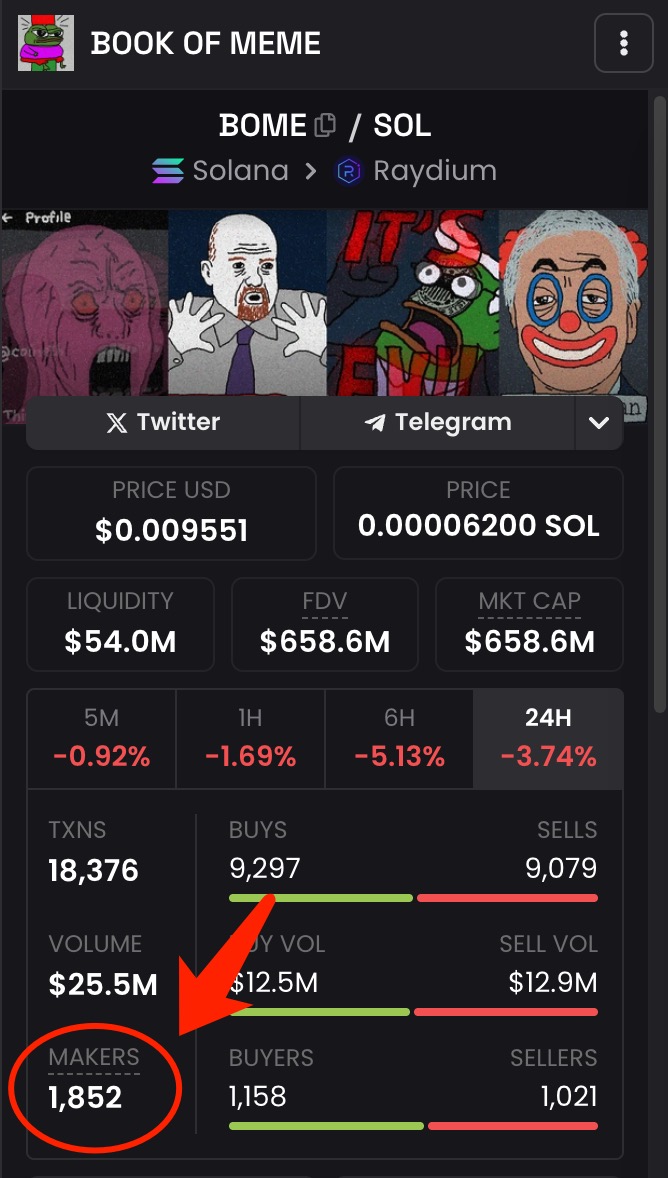 BOOK OF MEME
BOME / SOL
Solana > Raydium
← Profile
IT'S
EVIL
Twitter
Telegram
PRICE USD
$0.009551
PRICE
0.00006200 SOL
LIQUIDITY
$54.0M
FDV
$658.6M
MKT CAP
$658.6M
5M
-0.92%
1H
-1.69%
6H
-5.13%
24H
-3.74%
TXNS
18,376
BUYS
9,297
SELLS
9,079
VOLUME
$25.5M
BUY VOL
$12.5M
SELL VOL
$12.9M
MAKERS
1,852
BUYERS
1,158
SELLERS
1,021